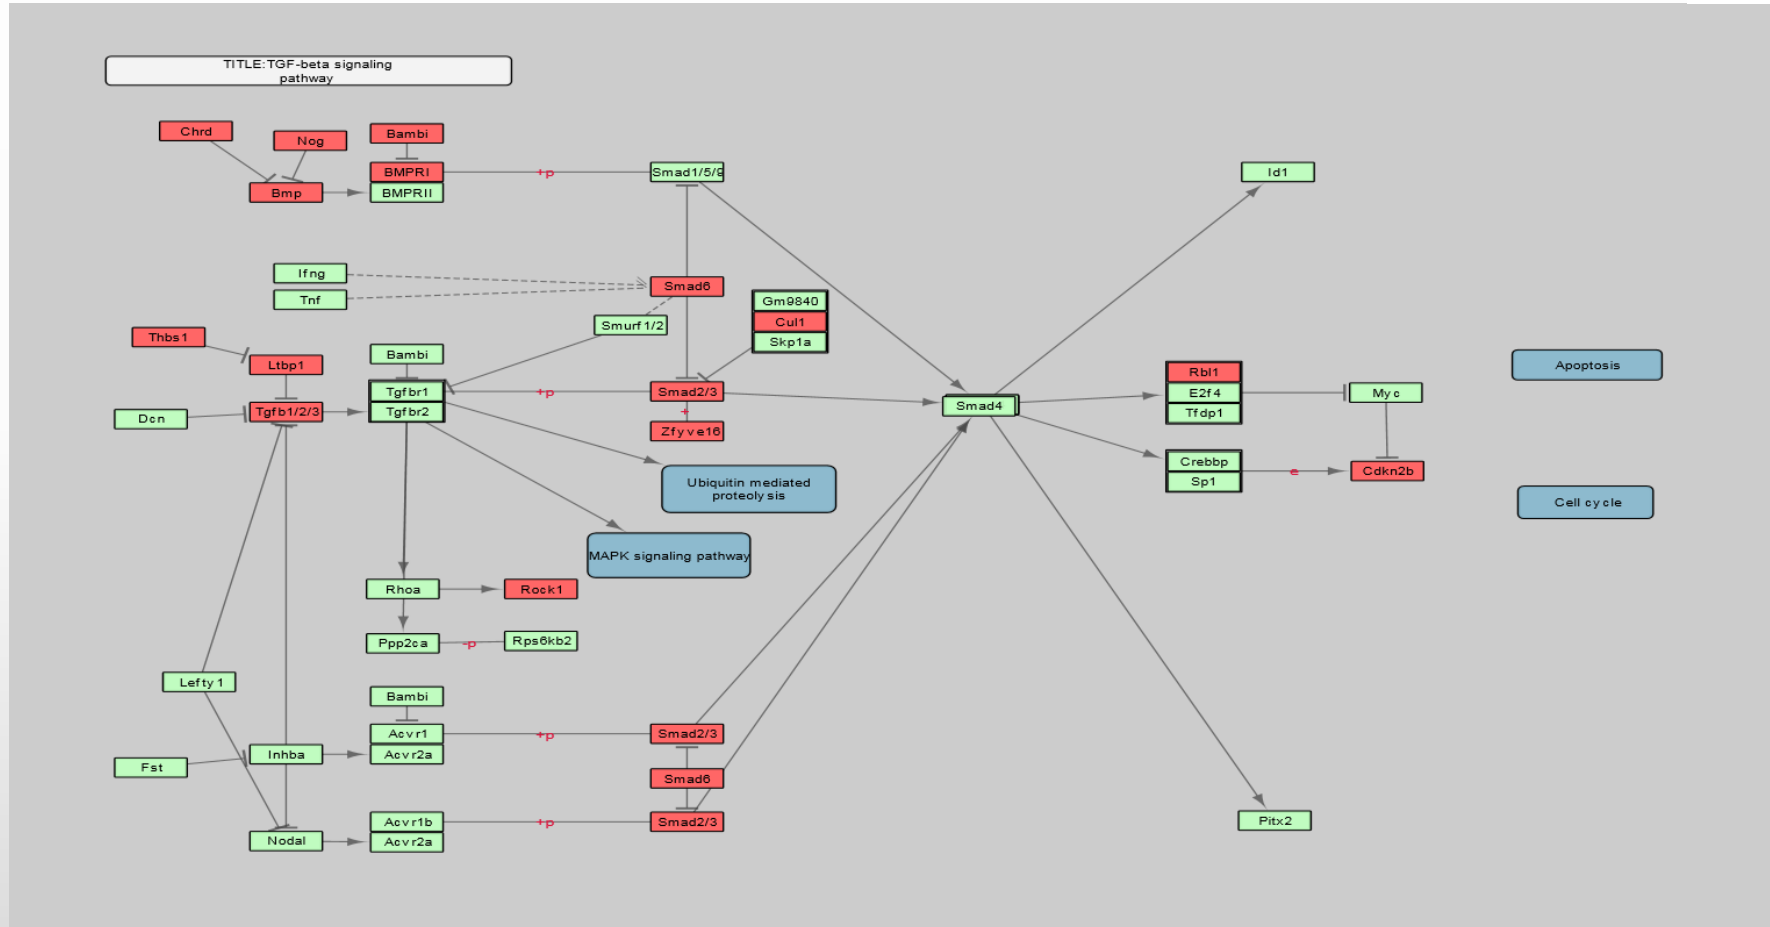 TITLE:TGF-beta signaling
pathway
Chrd
Nog
Bambi
BMPRI
+p
Smad1/5/9
Id1
Bmp
BMPRII
Ifng
Tnf
Smad6
Gm9840
Cul1
Skp1a
Smurf1/2
Thbs1
Ltbp1
Bambi
Rbl1
Apoptosis
Tgfbr1
+p
Smad2/3
E2f4
Myc
Dcn
Tgfb1/2/3
Tgfbr2
+
Smad4
Tfdp1
Zfyve16
Crebbp
e
Cdkn2b
Sp1
Ubiquitin mediated
proteolysis
Cell cycle
MAPK signaling pathway
Rhoa
Rock1
Ppp2ca
-p
Rps6kb2
Lefty1
Bambi
Acvr1
+p
Smad2/3
Inhba
Acvr2a
Fst
Smad6
Acvr1b
+p
Smad2/3
Pitx2
Nodal
Acvr2a